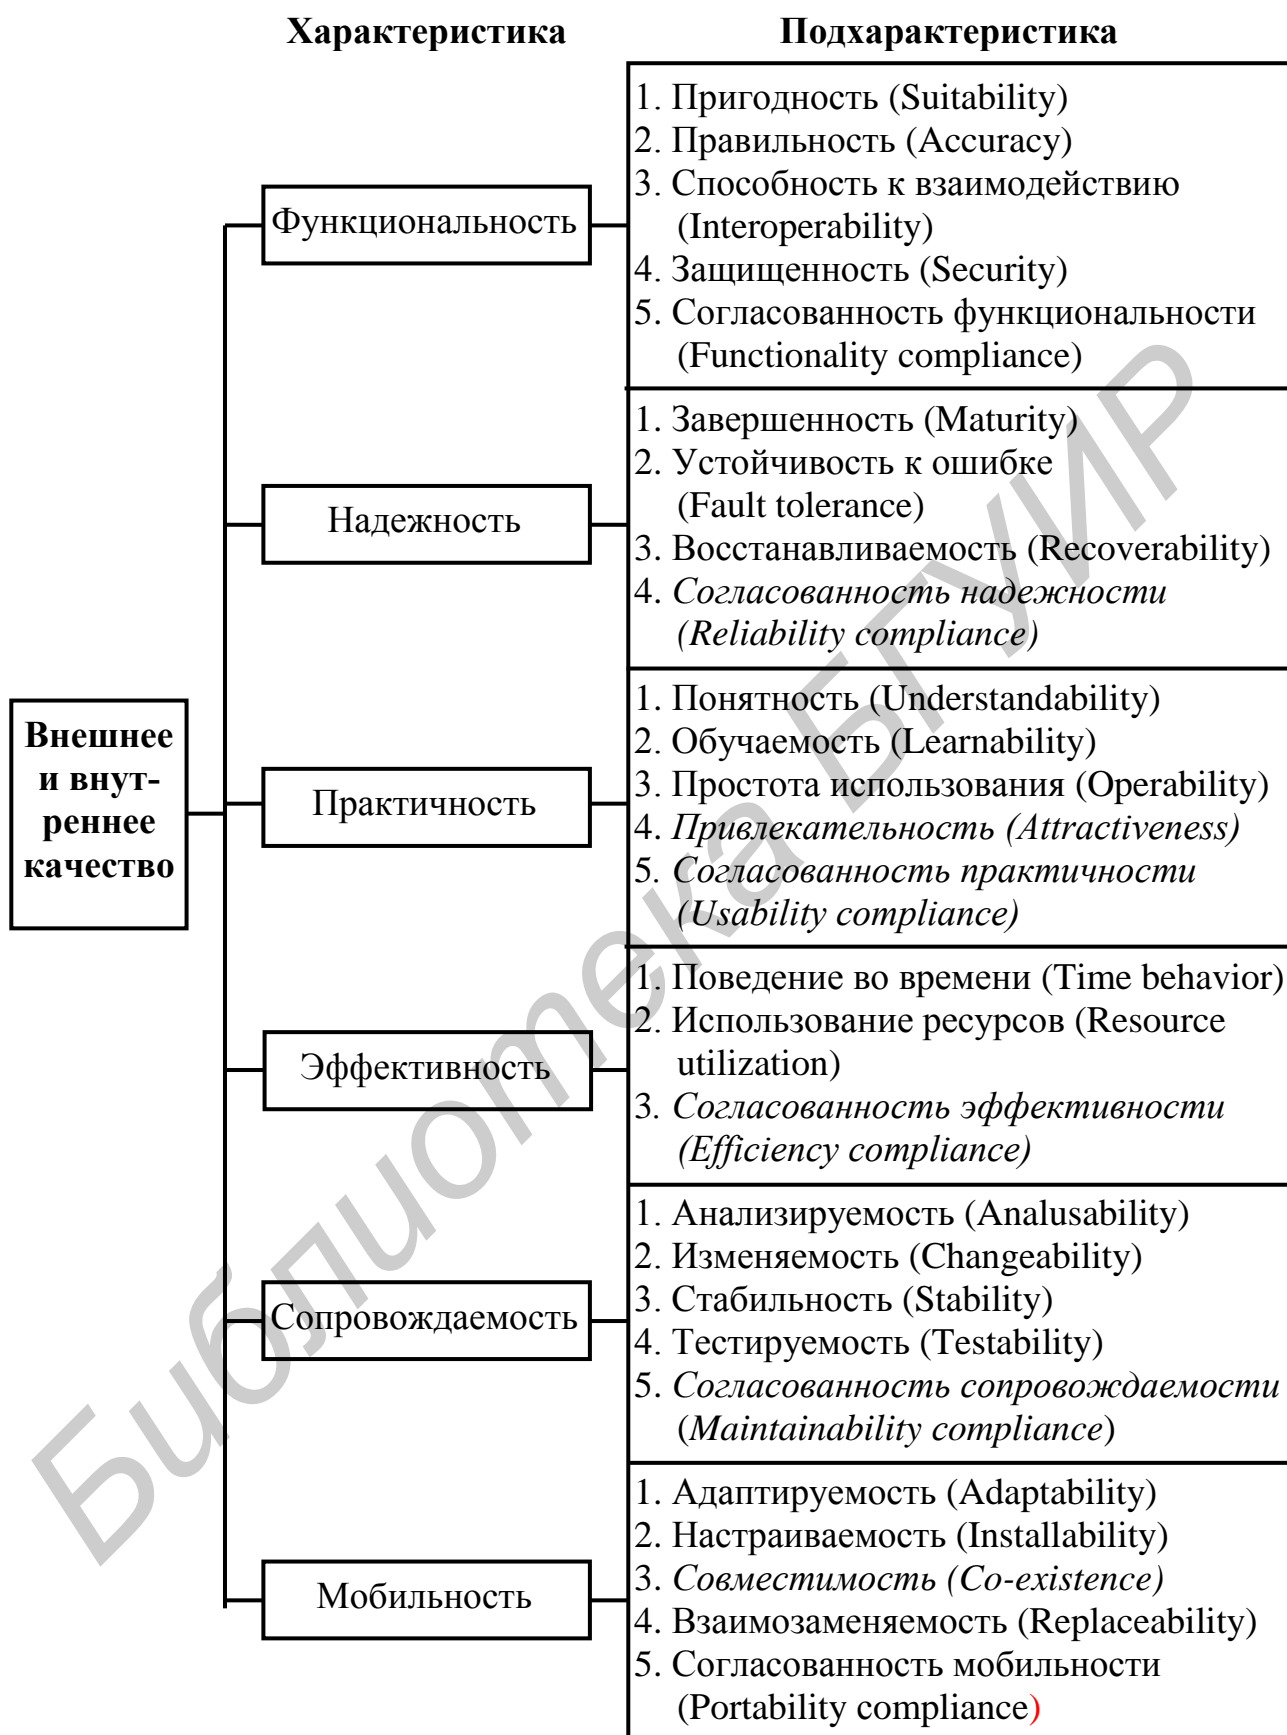 Характеристика
Подхарактеристика
Внешнее
и внут-
реннее
качество
Функциональность
1. Пригодность (Suitability)
2. Правильность (Accuracy)
3. Способность к взаимодействию
(Interoperability)
4. Защищенность (Security)
5. Согласованность функциональности
(Functionality compliance)
Надежность
1. Завершенность (Maturity)
2. Устойчивость к ошибке
(Fault tolerance)
3. Восстанавливаемость (Recoverability)
4. Согласованность надежности
(Reliability compliance)
Практичность
1. Понятность (Understandability)
2. Обучаемость (Learnability)
3. Простота использования (Operability)
4. Привлекательность (Attractiveness)
5. Согласованность практичности
(Usability compliance)
Эффективность
1. Поведение во времени (Time behavior)
2. Использование ресурсов (Resource
utilization)
3. Согласованность эффективности
(Efficiency compliance)
Сопровождаемость
1. Анализируемость (Analusability)
2. Изменяемость (Changeability)
3. Стабильность (Stability)
4. Тестируемость (Testability)
5. Согласованность сопровождаемости
(Maintainability compliance)
Мобильность
1. Адаптируемость (Adaptability)
2. Настраиваемость (Installability)
3. Совместимость (Co-existence)
4. Взаимозаменяемость (Replaceability)
5. Согласованность мобильности
(Portability compliance)
Библиотека БГУИР